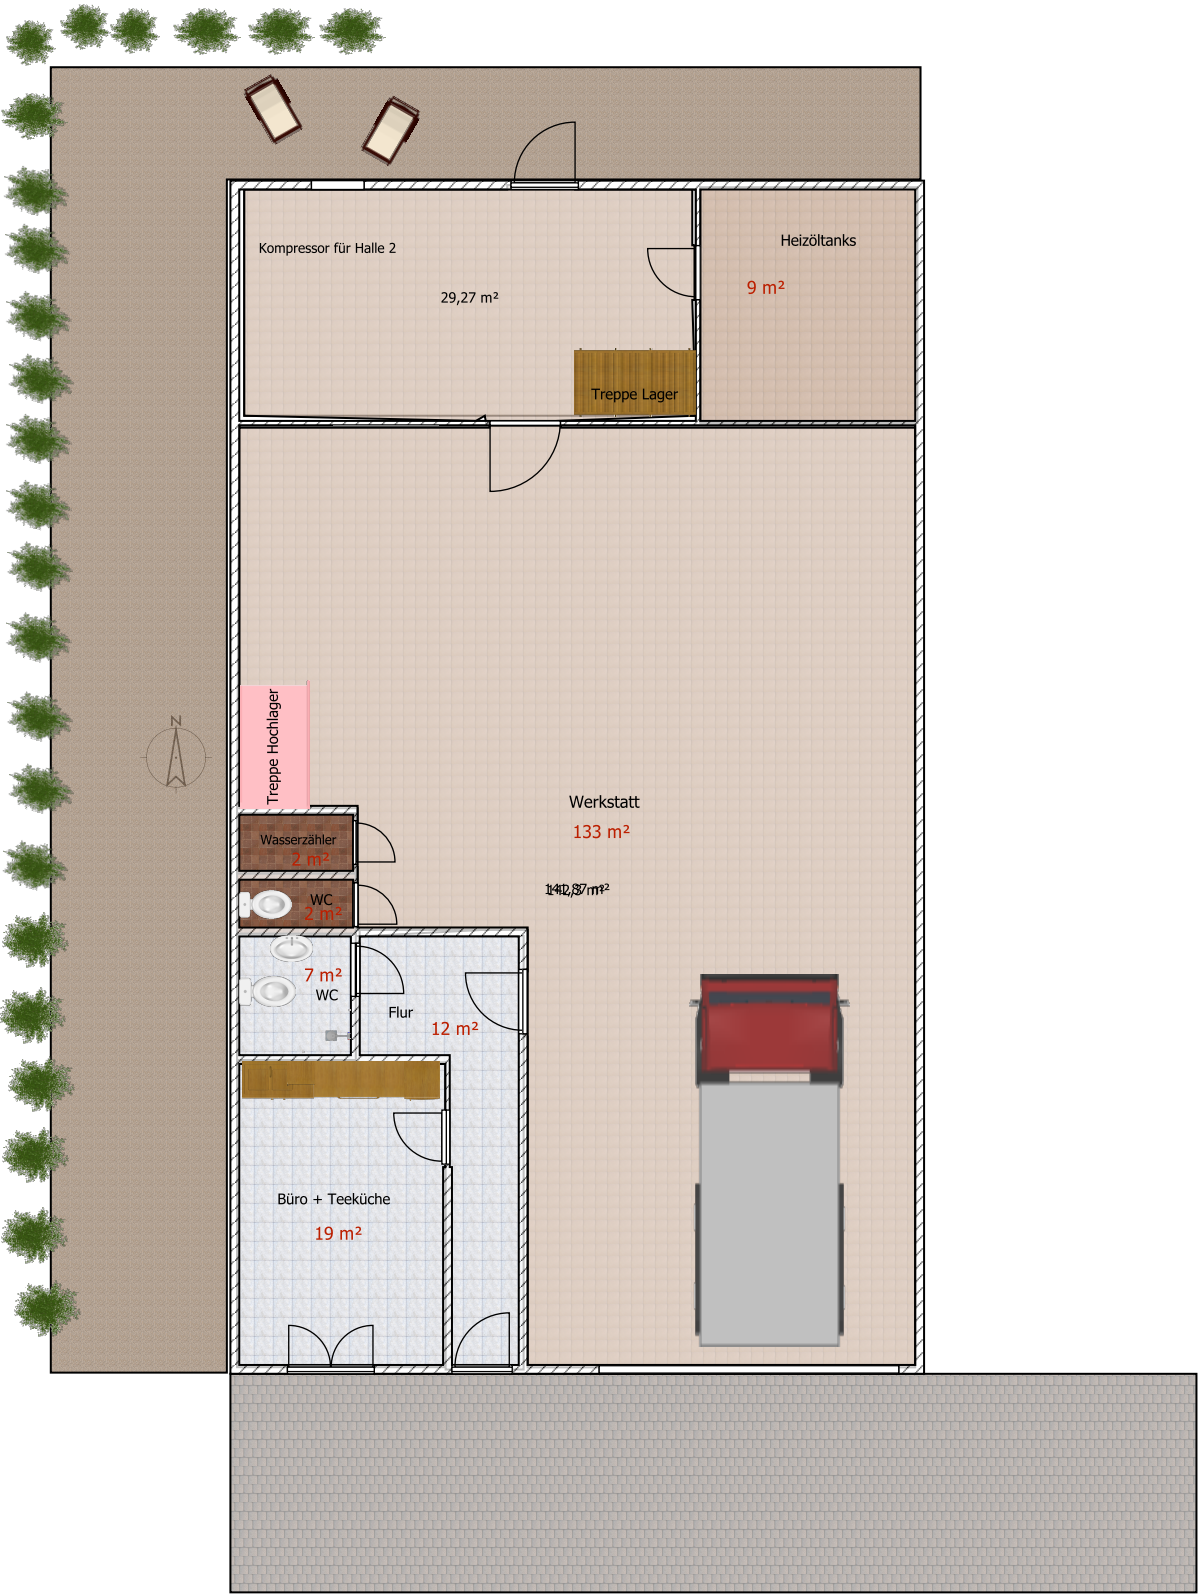 Kompressor für Halle 2
Heizöltanks
9 m²
29,27 m²
Treppe Lager
N
Treppe Hochlager
Werkstatt
133 m²
Wasserzähler
2 m²
WC
2 m²
7 m²
WC
Flur
12 m²
Büro + Teeküche
19 m²